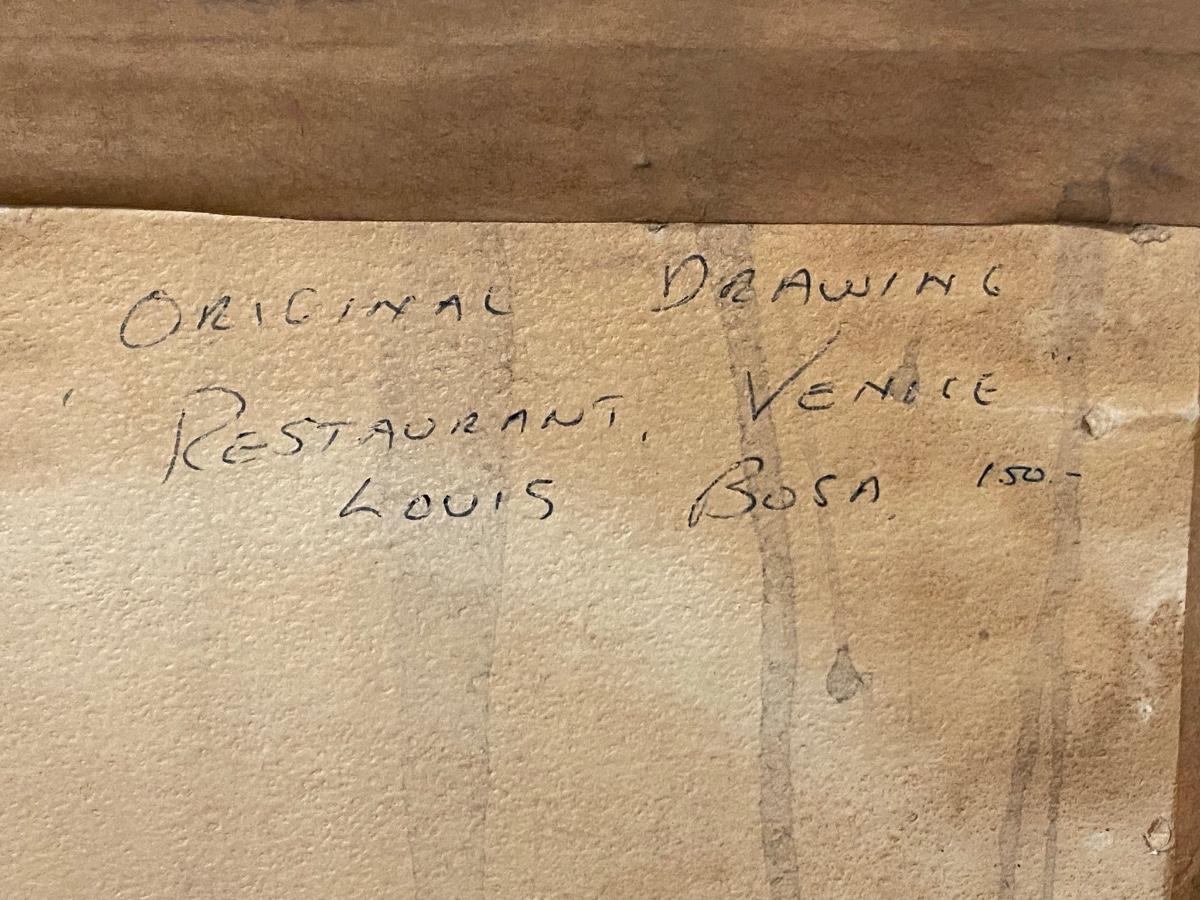 ORIGINAL DRAWING
" RESTAURANT, VENICE "
LOUIS BOSA 150.-